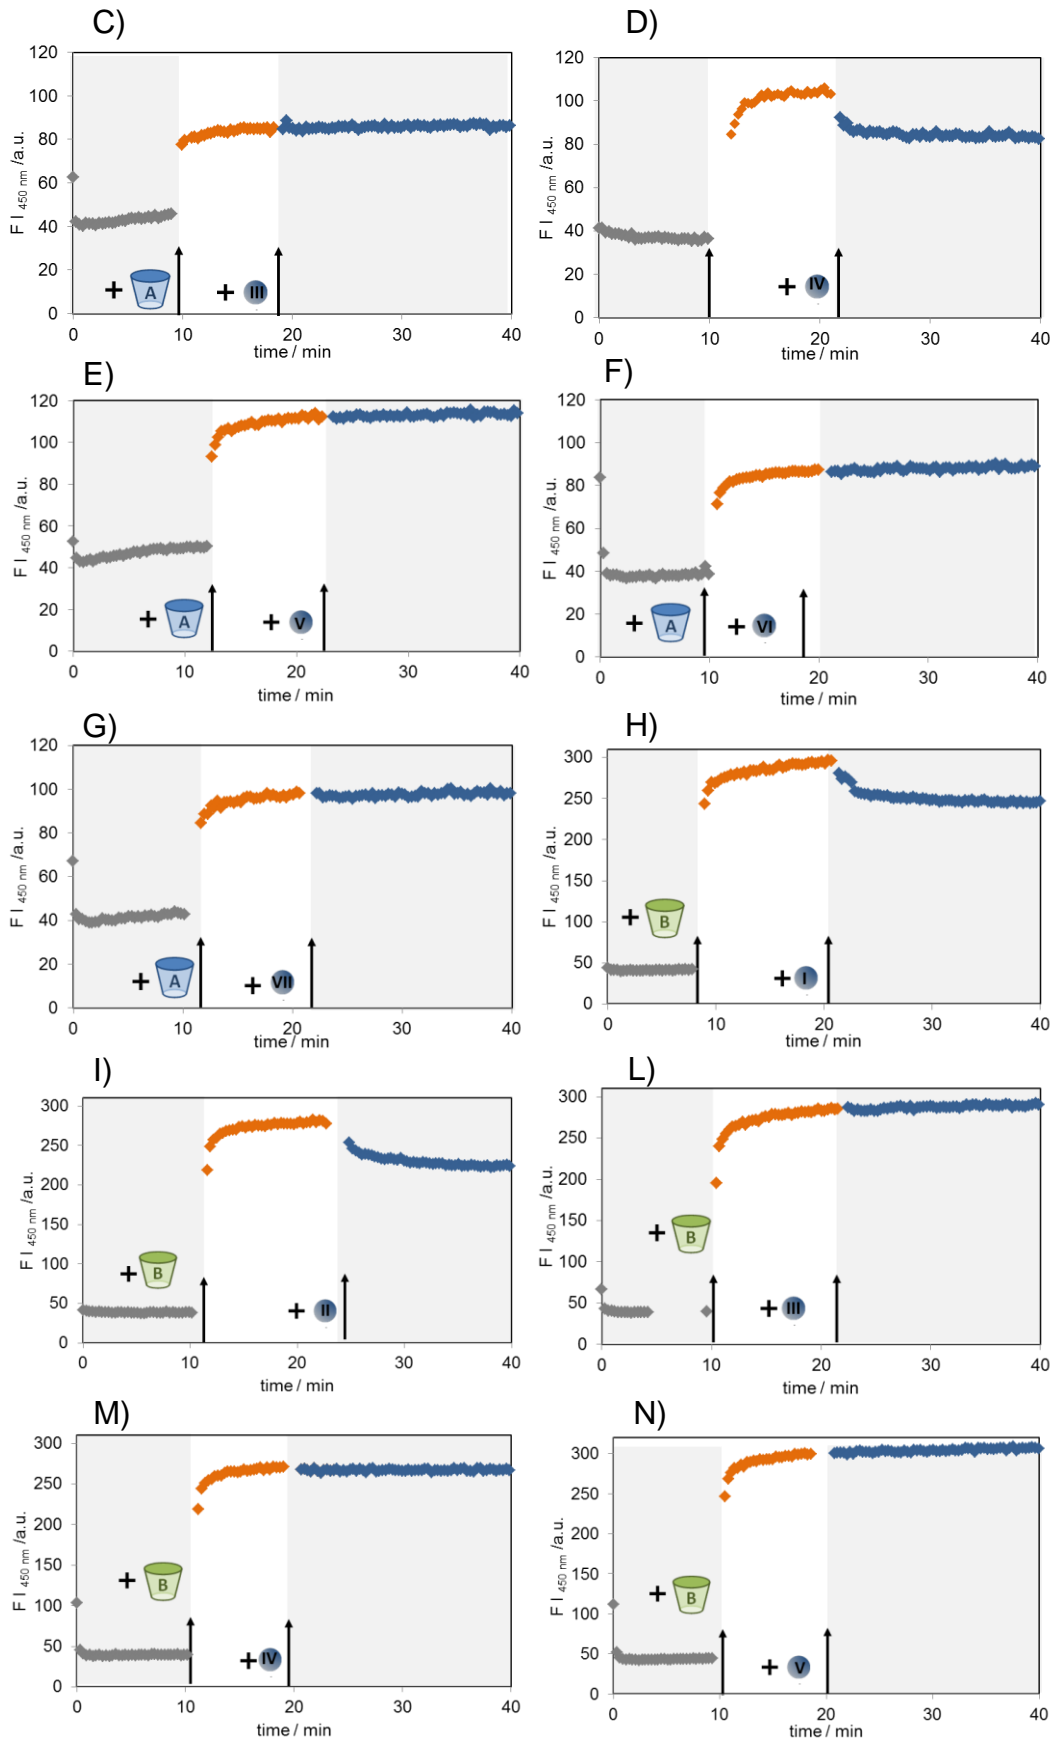 C)
120
100
80
60
40
20
0
F I 450 nm /a.u.
+ A
+ III
0 10 20 30 40
time / min
D)
120
100
80
60
40
20
0
F I 450 nm /a.u.
+ IV
0 10 20 30 40
time / min
E)
120
100
80
60
40
20
0
F I 450 nm /a.u.
+ A
+ V
0 10 20 30 40
time / min
F)
120
100
80
60
40
20
0
F I 450 nm /a.u.
+ A
+ VI
0 10 20 30 40
time / min
G)
120
100
80
60
40
20
0
F I 450 nm /a.u.
+ A
+ VII
0 10 20 30 40
time / min
H)
300
250
200
150
100
50
0
F I 450 nm /a.u.
+ B
+ I
0 10 20 30 40
time / min
I)
300
250
200
150
100
50
0
F I 450 nm /a.u.
+ B
+ II
0 10 20 30 40
time / min
L)
300
250
200
150
100
50
0
F I 450 nm /a.u.
+ B
+ III
0 10 20 30 40
time / min
M)
300
250
200
150
100
50
0
F I 450 nm /a.u.
+ B
+ IV
0 10 20 30 40
time / min
N)
300
250
200
150
100
50
0
F I 450 nm /a.u.
+ B
+ V
0 10 20 30 40
time / min